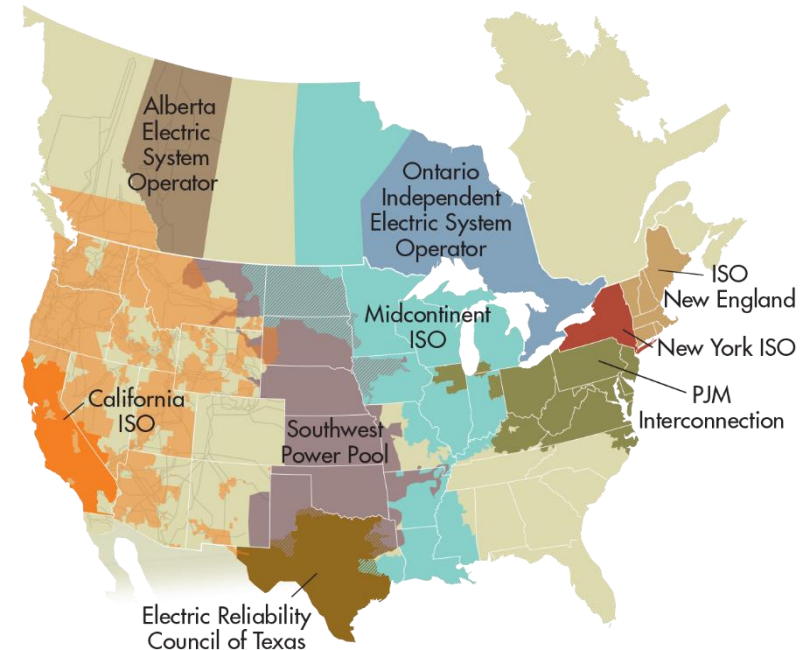 Alberta
Electric
System
Operator
Ontario
Independent
Electric System
Operator
ISO
New England
Midcontinent
ISO
New York ISO
PJM
Interconnection
California
ISO
Southwest
Power Pool
Electric Reliability
Council of Texas